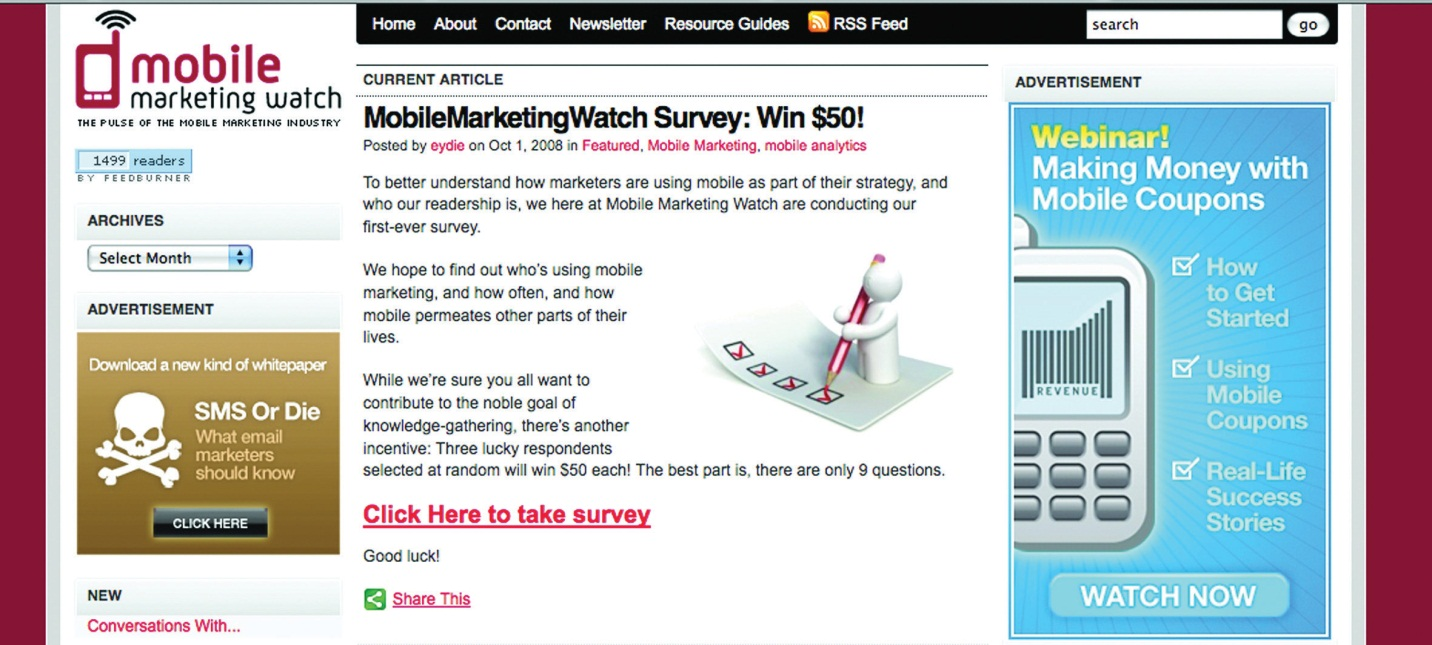 Home About Contact Newsletter Resource Guides RSS Feed
search go
mobile
marketing watch
THE PULSE OF THE MOBILE MARKETING INDUSTRY
1499 readers
BY FEEDBURNER
ARCHIVES
Select Month
ADVERTISEMENT
Download a new kind of whitepaper
SMS Or Die
What email
marketers
should know
CLICK HERE
NEW
Conversations With...
CURRENT ARTICLE
MobileMarketingWatch Survey: Win $50!
Posted by eydie on Oct 1, 2008 in Featured, Mobile Marketing, mobile analytics
To better understand how marketers are using mobile as part of their strategy, and
who our readership is, we here at Mobile Marketing Watch are conducting our
first-ever survey.
We hope to find out who's using mobile
marketing, and how often, and how
mobile permeates other parts of their
lives.
While we're sure you all want to
contribute to the noble goal of
knowledge-gathering, there's another
incentive: Three lucky respondents
selected at random will win $50 each! The best part is, there are only 9 questions.
Click Here to take survey
Good luck!
Share This
ADVERTISEMENT
Webinar!
Making Money with
Mobile Coupons
How
to Get
Started
Using
Mobile
Coupons
Real-Life
Success
Stories
REVENUE
WATCH NOW